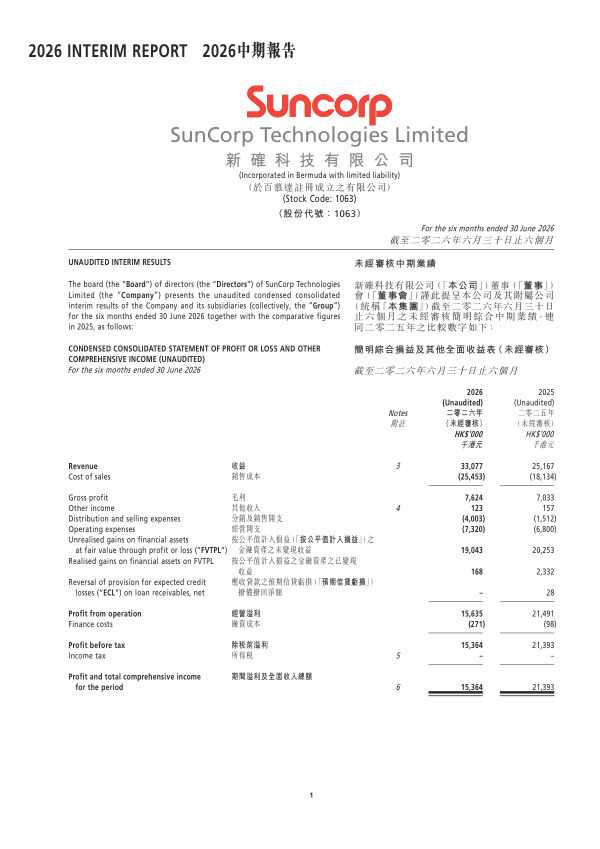 2026 INTERIM REPORT 2026中期報告
Suncorp
SunCorp Technologies Limited
新確科技有限公司
(Incorporated in Bermuda with limited liability)
(於百慕達註冊成立之有限公司)
(Stock Code: 1063)
(股份代號：1063)
For the six months ended 30 June 2026
截至二零二六年六月三十日止六個月
UNAUDITED INTERIM RESULTS
The board (the "Board") of directors (the "Directors") of SunCorp Technologies
Limited (the "Company") presents the unaudited condensed consolidated
interim results of the Company and its subsidiaries (collectively, the "Group")
for the six months ended 30 June 2026 together with the comparative figures
in 2025, as follows:
未經審核中期業績
新確科技有限公司（「本公司」）董事（「董事」）
會（「董事會」）謹此提呈本公司及其附屬公司
（統稱「本集團」）截至二零二六年六月三十日
止六個月之未經審核簡明綜合中期業績，連
同二零二五年之比較數字如下：
CONDENSED CONSOLIDATED STATEMENT OF PROFIT OR LOSS AND OTHER
COMPREHENSIVE INCOME (UNAUDITED)
For the six months ended 30 June 2026
簡明綜合損益及其他全面收益表（未經審核）
截至二零二六年六月三十日止六個月
2026 2025
(Unaudited) (Unaudited)
Notes 二零二六年 二零二五年
附註 （未經審核） （未經審核）
HK$'000 HK$'000
千港元 千港元
Revenue 收益 3 33,077 25,167
Cost of sales 銷售成本 (25,453) (18,134)
Gross profit 毛利 7,624 7,033
Other income 其他收入 4 123 157
Distribution and selling expenses 分銷及銷售開支 (4,003) (1,512)
Operating expenses 經營開支 (7,320) (6,800)
Unrealised gains on financial assets 按公平值計入損益（「按公平值計入損益」）之
at fair value through profit or loss ("FVTPL") 金融資產之未變現收益 19,043 20,253
Realised gains on financial assets on FVTPL 按公平值計入損益之金融資產之已變現
收益 168 2,332
Reversal of provision for expected credit 應收貸款之預期信貸虧損（「預期信貸虧損」）
losses ("ECL") on loan receivables, net 撥備撥回淨額 – 28
Profit from operation 經營溢利 15,635 21,491
Finance costs 融資成本 (271) (98)
Profit before tax 除稅前溢利 15,364 21,393
Income tax 所得稅 5 – –
Profit and total comprehensive income 期間溢利及全面收入總額
for the period 6 15,364 21,393
1